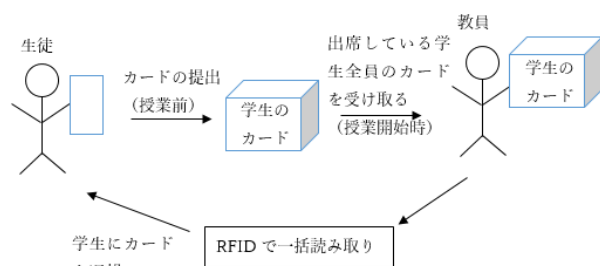 教員
生徒
出席している学
生全員のカード
を受け取る
(授業開始時)
カードの提出
(授業前)
学生の
カード
学生の
カード
学生にカード
RFID で一括読み取り